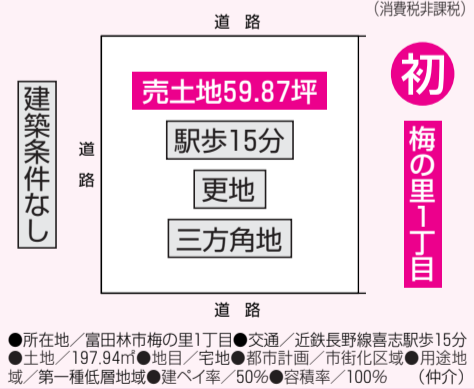 （消費税非課税）
道 路
初
梅の里1丁目
建築条件なし
道路
売土地59.87坪
駅歩15分
更地
三方角地
道 路
●所在地／富田林市梅の里1丁目●交通／近鉄長野線喜志駅歩15分
●土地／197.94㎡●地目／宅地●都市計画／市街化区域●用途地
域／第一種低層地域●建ペイ率／50％●容積率／100％ （仲介）